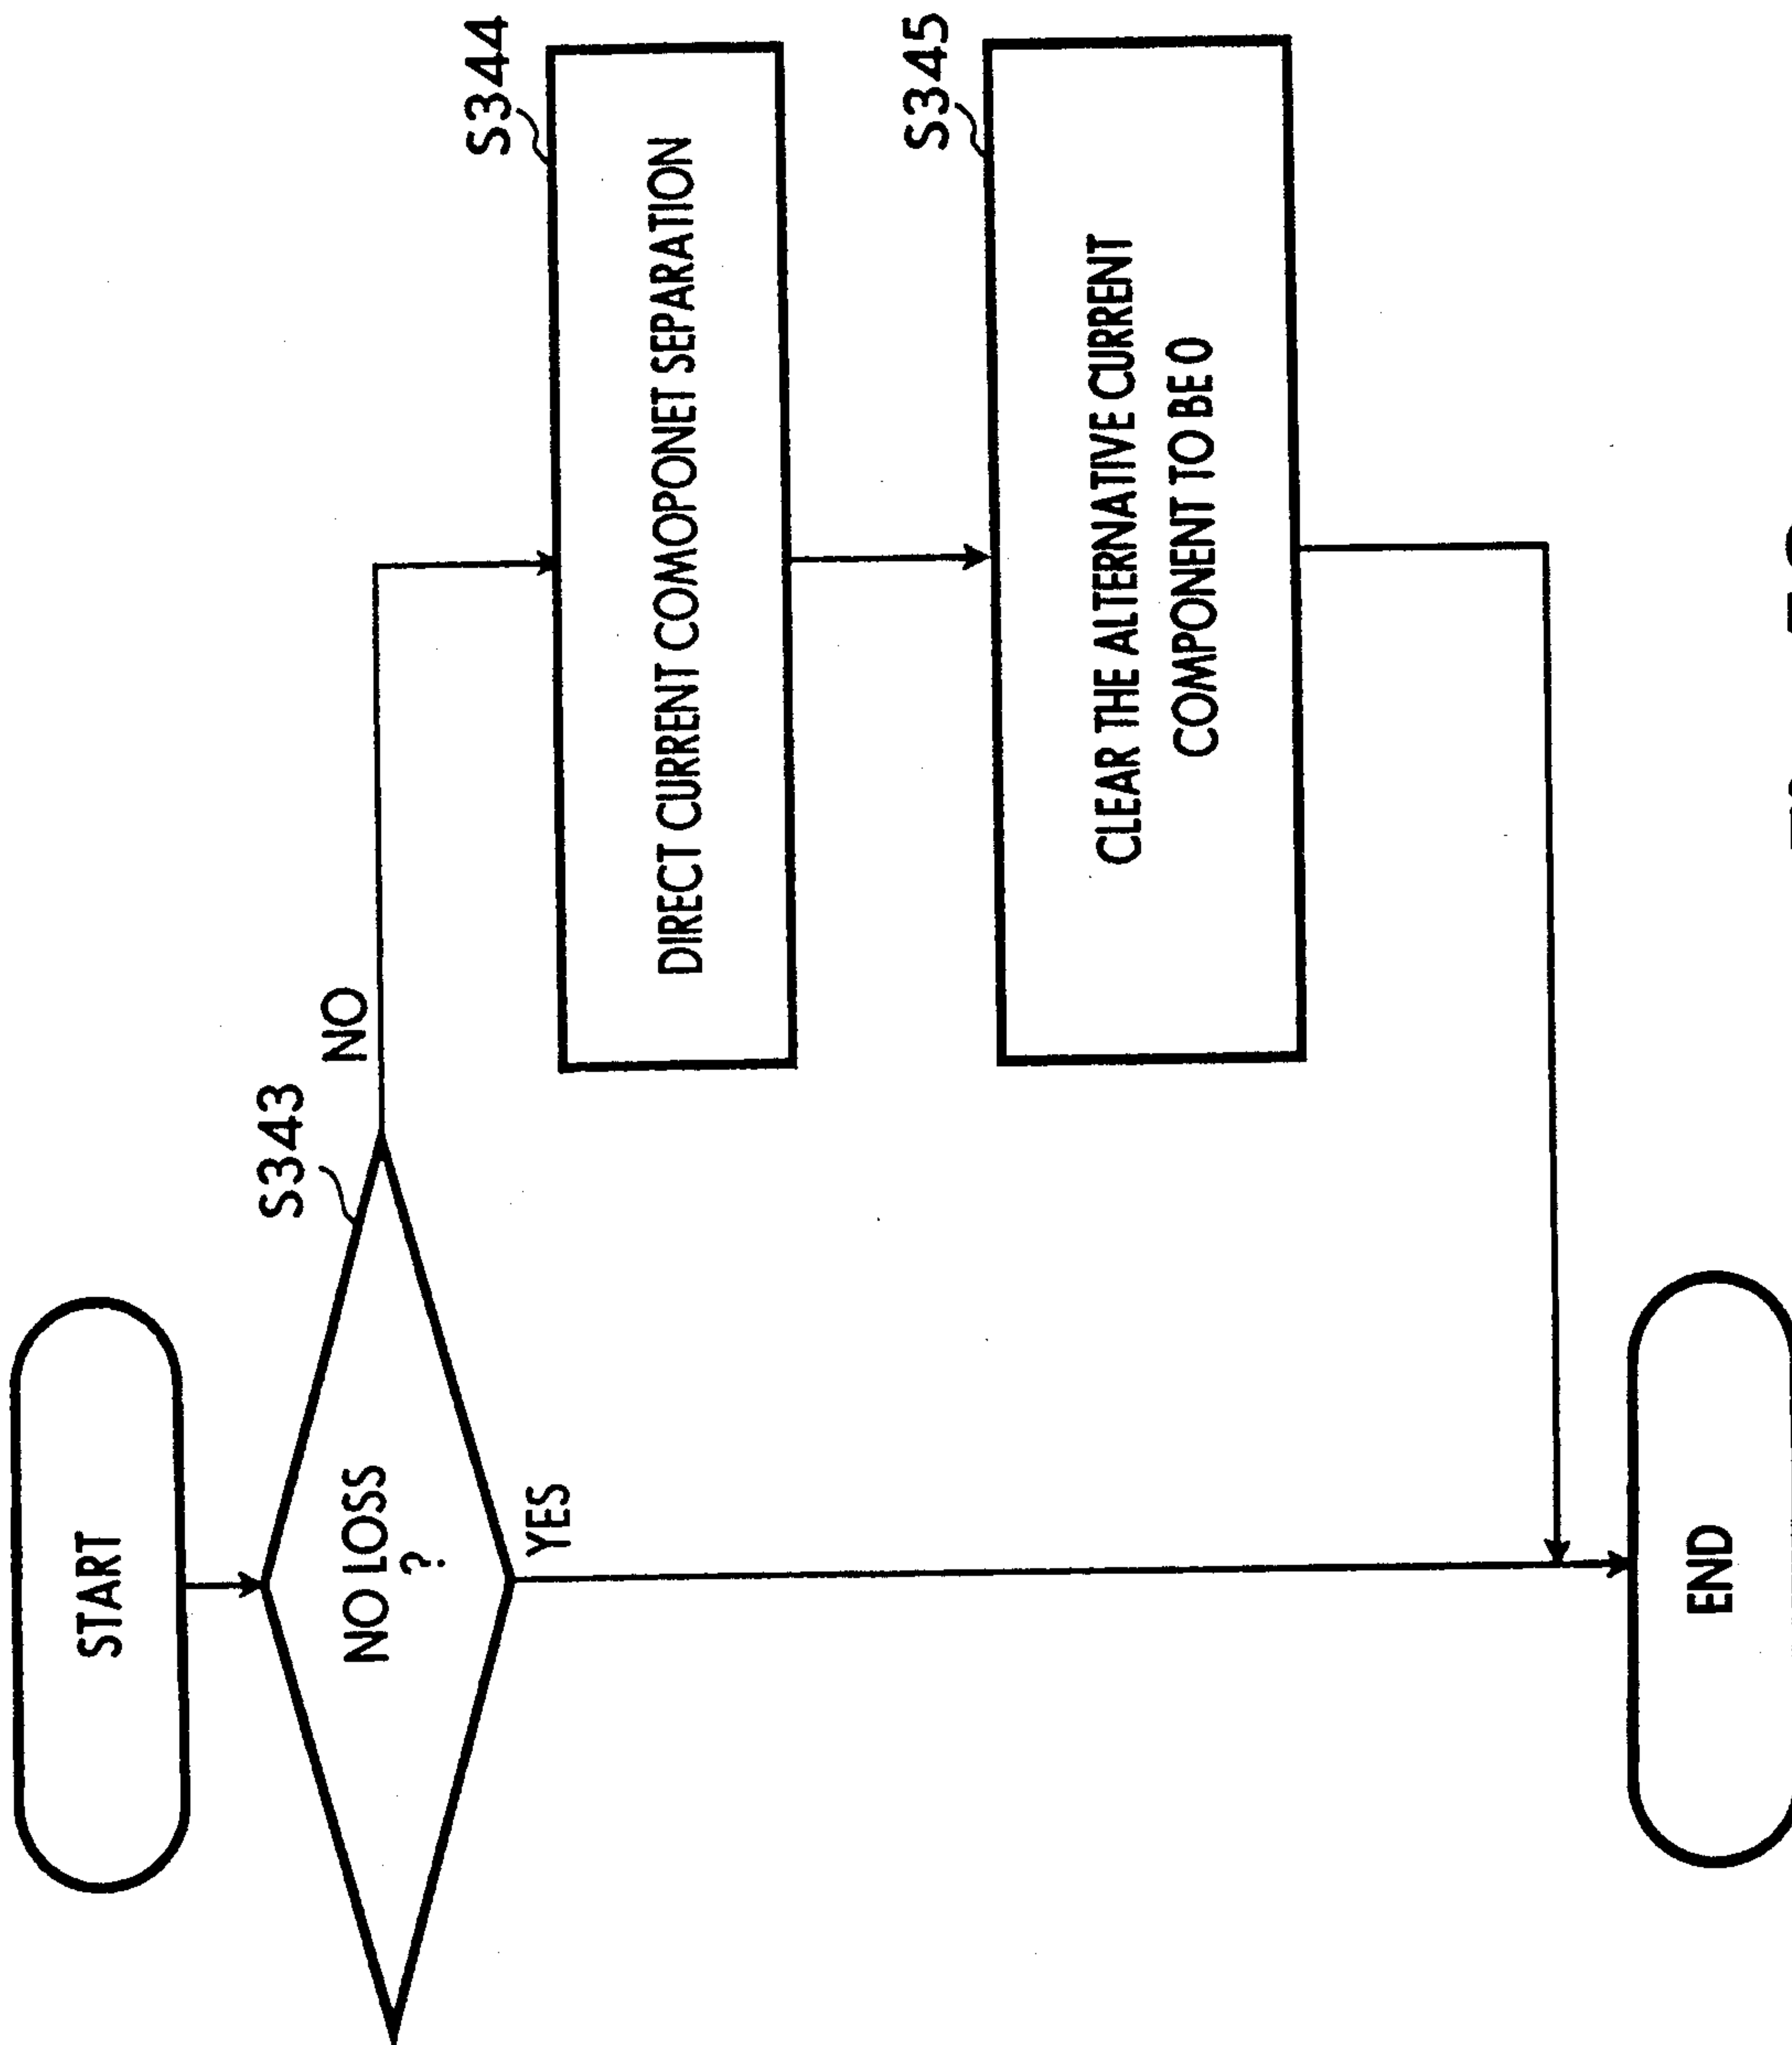 START
S343
NO LOSS
?
NO
YES
S344
DIRECT CURRENT COMOPONET SEPARATION
S345
CLEAR THE ALTERNATIVE CURRENT
COMPONENT TO BE 0
END